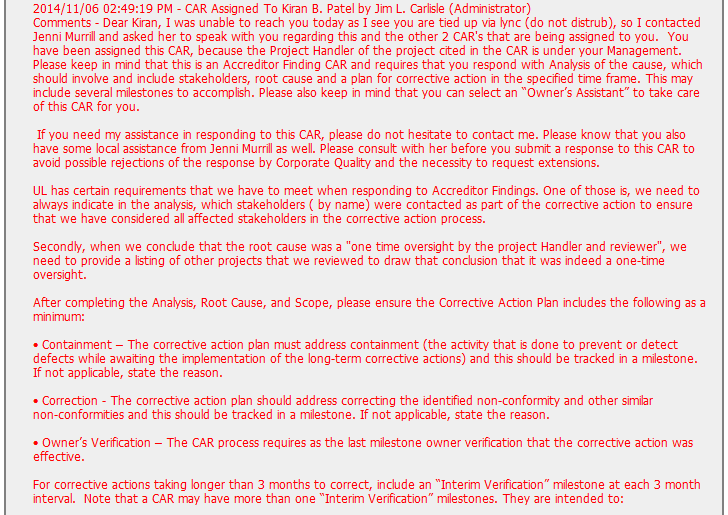 2014/11/06 02:49:19 PM - CAR Assigned To Kiran B. Patel by Jim L. Carlisle (Administrator)
Comments - Dear Kiran, I was unable to reach you today as I see you are tied up via lync (do not distrub), so I contacted
Jenni Murrill and asked her to speak with you regarding this and the other 2 CAR's that are being assigned to you.  You
have been assigned this CAR, because the Project Handler of the project cited in the CAR is under your Management.
Please keep in mind that this is an Accreditor Finding CAR and requires that you respond with Analysis of the cause, which
should involve and include stakeholders, root cause and a plan for corrective action in the specified time frame. This may
include several milestones to accomplish. Please also keep in mind that you can select an “Owner’s Assistant” to take care
of this CAR for you.
If you need my assistance in responding to this CAR, please do not hesitate to contact me. Please know that you also
have some local assistance from Jenni Murrill as well. Please consult with her before you submit a response to this CAR to
avoid possible rejections of the response by Corporate Quality and the necessity to request extensions.
UL has certain requirements that we have to meet when responding to Accreditor Findings. One of those is, we need to
always indicate in the analysis, which stakeholders ( by name) were contacted as part of the corrective action to ensure
that we have considered all affected stakeholders in the corrective action process.
Secondly, when we conclude that the root cause was a "one time oversight by the project Handler and reviewer", we
need to provide a listing of other projects that we reviewed to draw that conclusion that it was indeed a one-time
oversight.
After completing the Analysis, Root Cause, and Scope, please ensure the Corrective Action Plan includes the following as a
minimum:
• Containment – The corrective action plan must address containment (the activity that is done to prevent or detect
defects while awaiting the implementation of the long-term corrective actions) and this should be tracked in a milestone.
If not applicable, state the reason.
• Correction - The corrective action plan should address correcting the identified non-conformity and other similar
non-conformities and this should be tracked in a milestone. If not applicable, state the reason.
• Owner’s Verification – The CAR process requires as the last milestone owner verification that the corrective action was
effective.
For corrective actions taking longer than 3 months to correct, include an “Interim Verification” milestone at each 3 month
interval.  Note that a CAR may have more than one “Interim Verification” milestones. They are intended to: